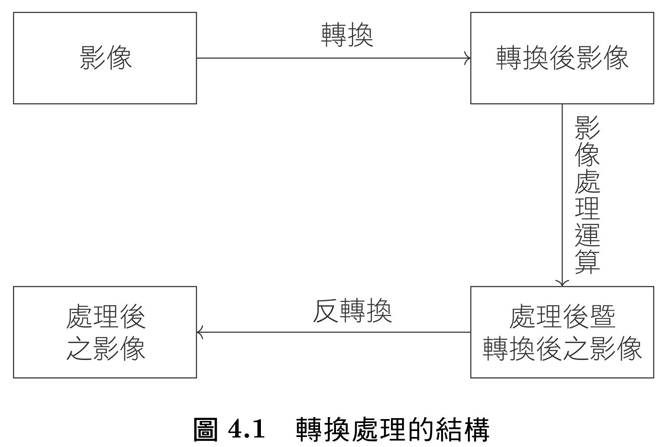 影像
轉換
轉換後影像
影像處理運算
處理後暨
轉換後之影像
反轉換
處理後
之影像
圖 4.1 轉換處理的結構